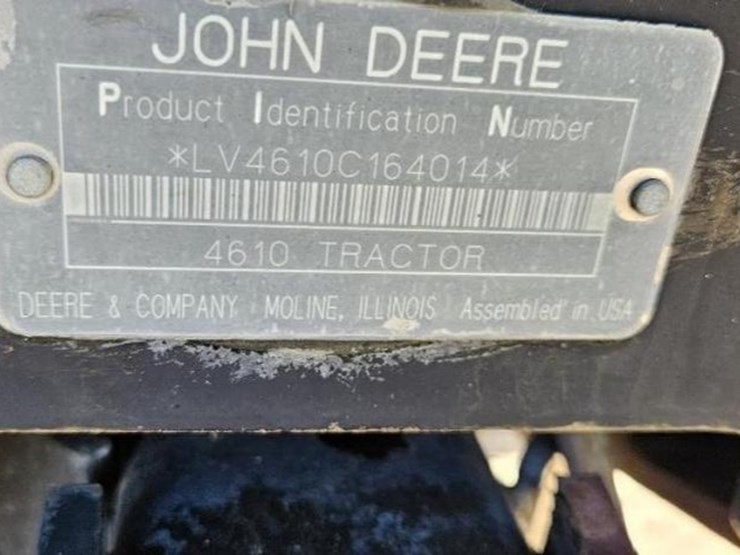 JOHN DEERE
Product Identification Number
*LV4610C164014*
4610 TRACTOR
DEERE & COMPANY MOLINE, ILLINOIS Assembled in USA